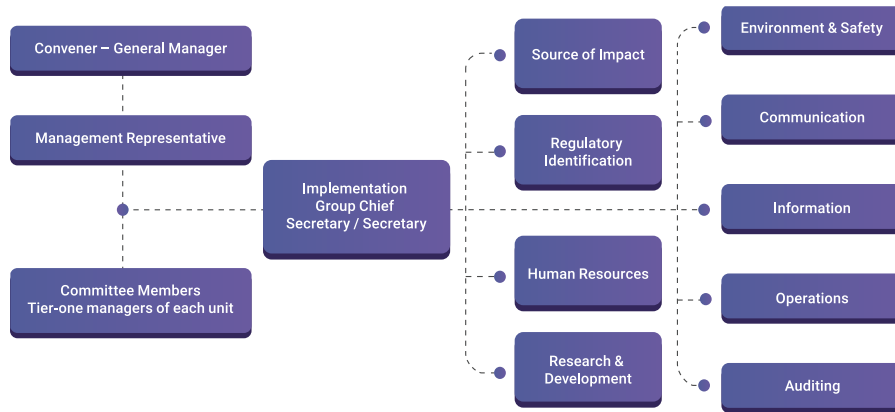 Convener – General Manager
Management Representative
Committee Members
Tier-one managers of each unit
Implementation
Group Chief
Secretary / Secretary
Source of Impact
Regulatory
Identification
Human Resources
Research &
Development
Environment & Safety
Communication
Information
Operations
Auditing